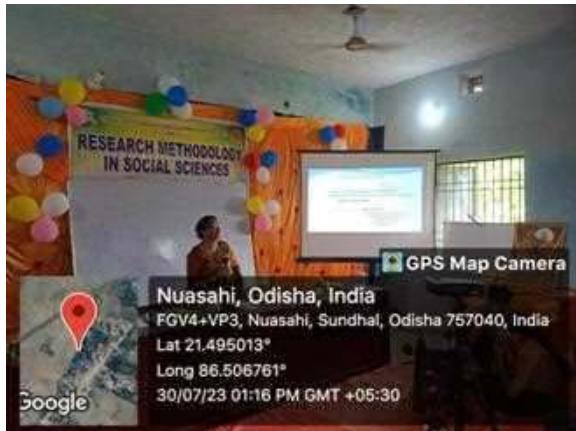 RESEARCH METHODOLOGY
IN SOCIAL SCIENCES
GPS Map Camera
Nuasahi, Odisha, India
FGV4+VP3, Nuasahi, Sundhal, Odisha 757040, India
Lat 21.495013°
Long 86.506761°
30/07/23 01:16 PM GMT +05:30
Google